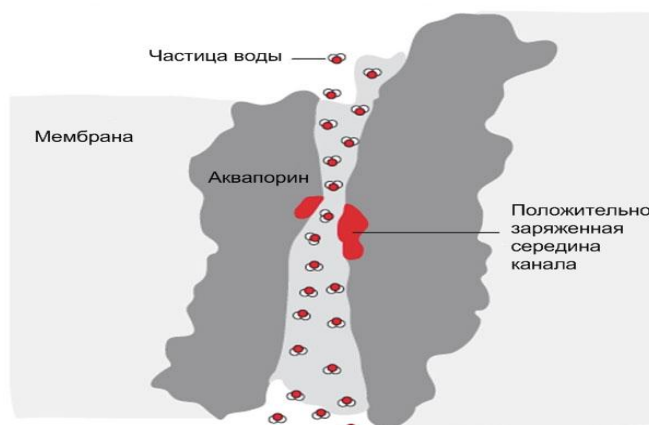 Частица воды
Мембрана
Аквапорин
Положительно
заряженная
середина
канала